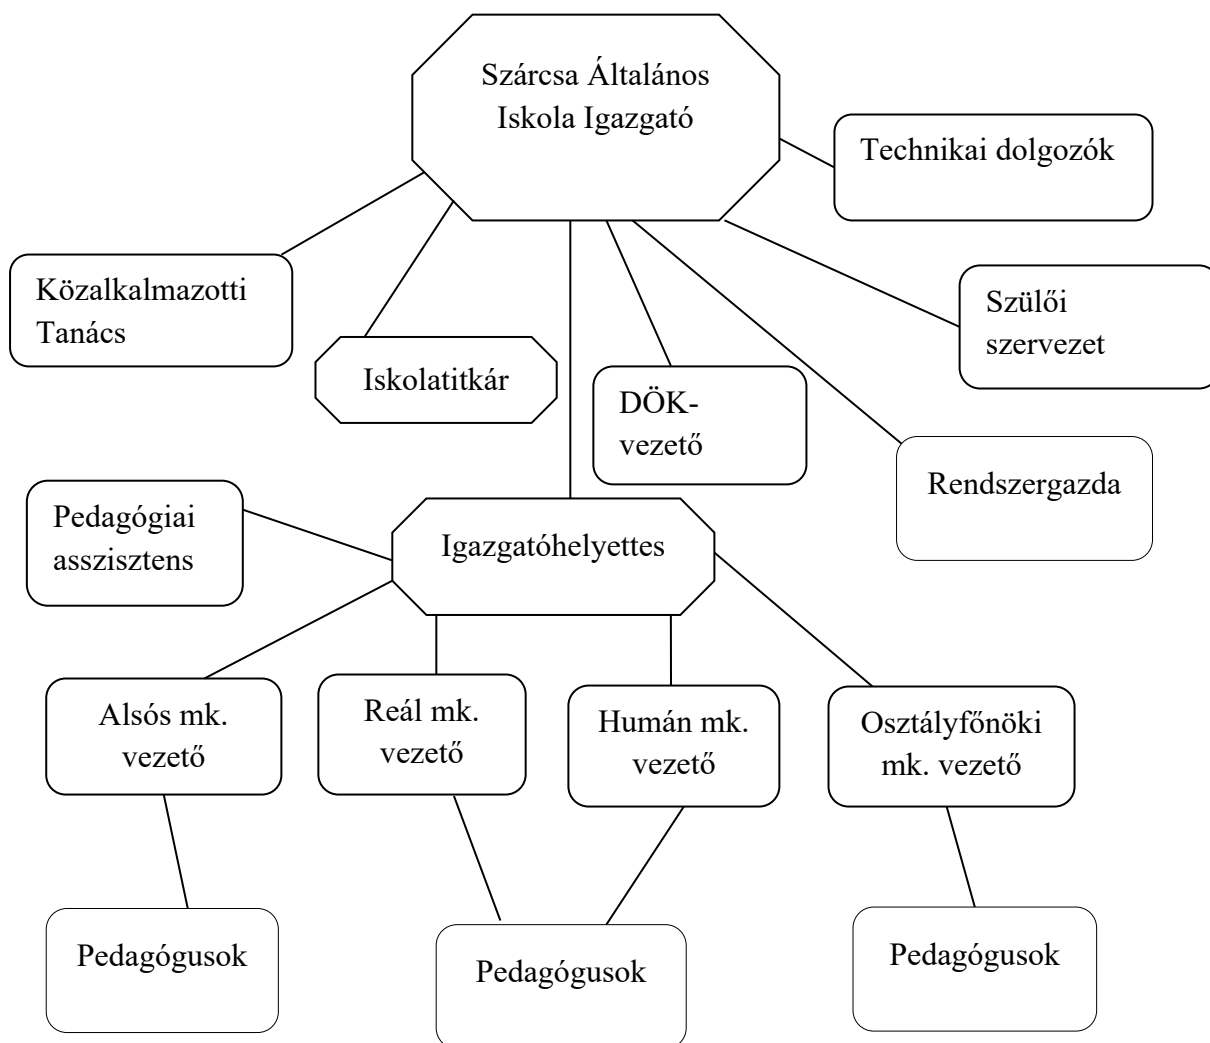 Szárcsa Általános
Iskola Igazgató
Technikai dolgozók
Közalkalmazotti
Tanács
Szülői
szervezet
Iskolatitkár
DÖK-
vezető
Rendszergazda
Pedagógiai
asszisztens
Igazgatóhelyettes
Alsós mk.
vezető
Reál mk.
vezető
Humán mk.
vezető
Osztályfőnöki
mk. vezető
Pedagógusok
Pedagógusok
Pedagógusok